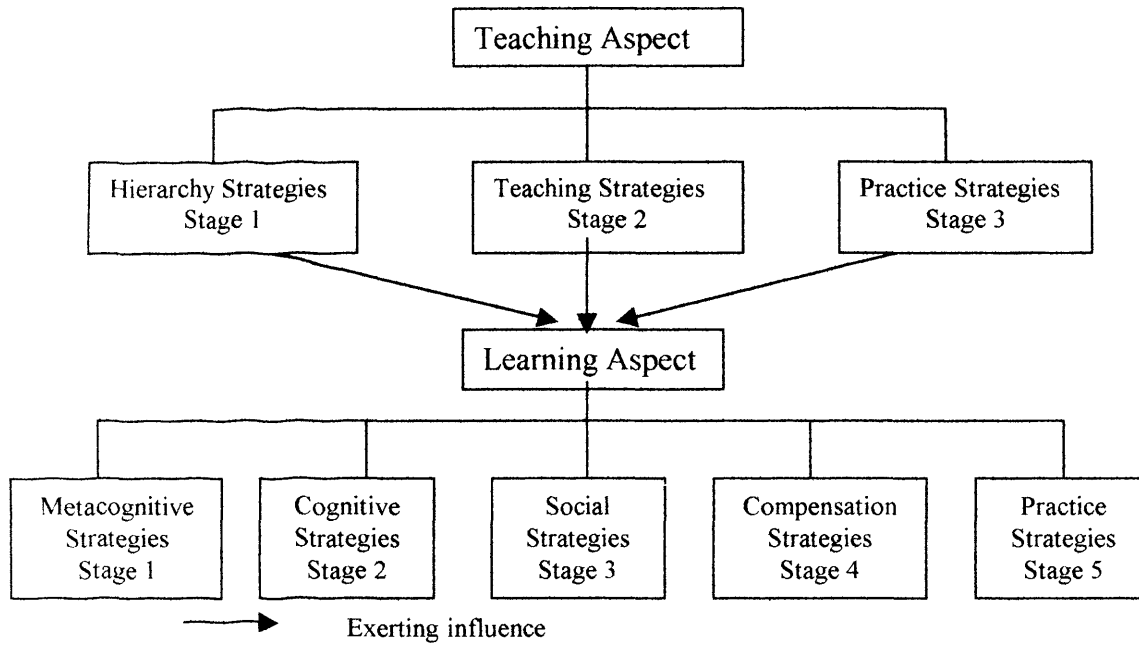 Teaching Aspect
Hierarchy Strategies
Stage 1
Teaching Strategies
Stage 2
Practice Strategies
Stage 3
Learning Aspect
Metacognitive
Strategies
Stage 1
Cognitive
Strategies
Stage 2
Social
Strategies
Stage 3
Compensation
Strategies
Stage 4
Practice
Strategies
Stage 5
Exerting influence